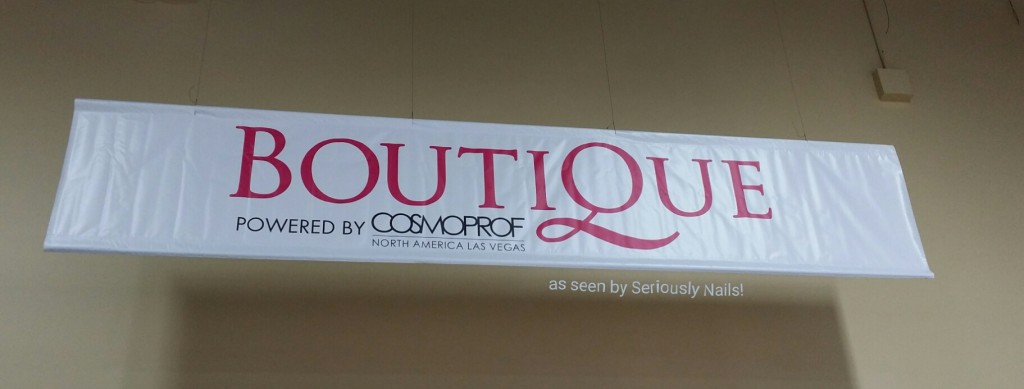 BOUTIQUE
POWERED BY COSMOPROF
NORTH AMERICA LAS VEGAS
as seen by Seriously Nails!